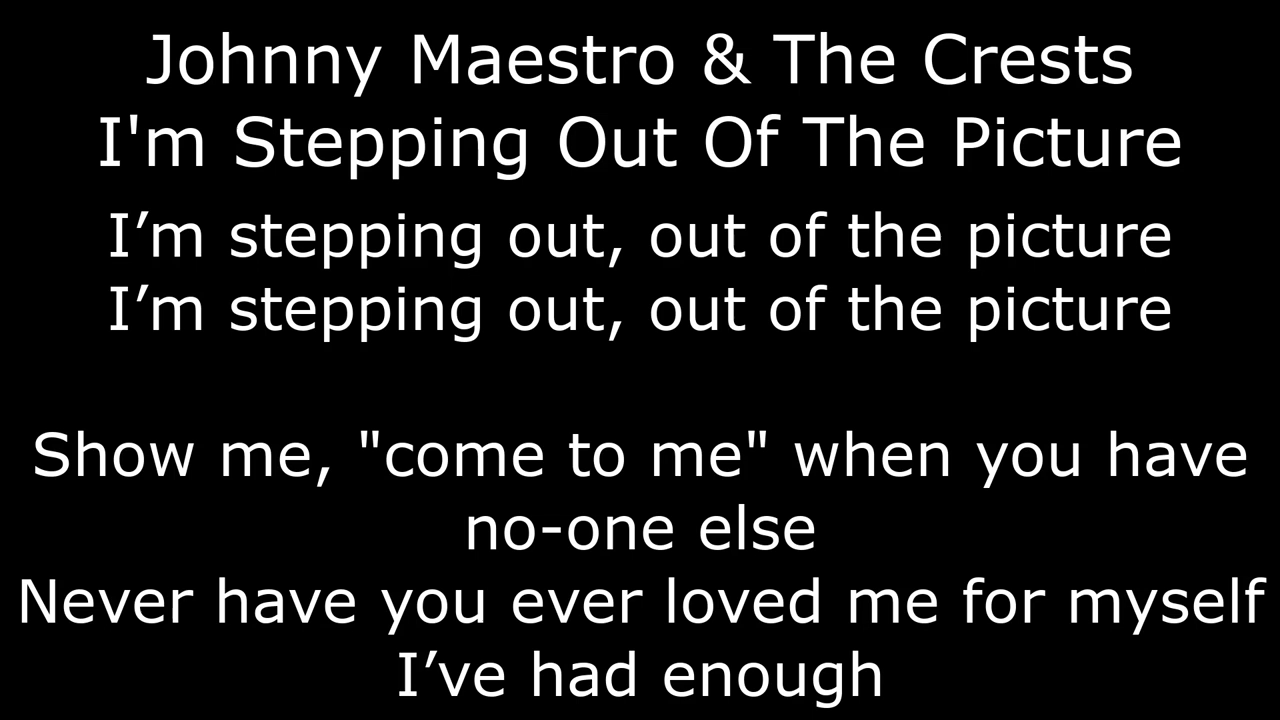 Johnny Maestro & The Crests
I'm Stepping Out Of The Picture
I’m stepping out, out of the picture
I’m stepping out, out of the picture
Show me, "come to me" when you have
no-one else
Never have you ever loved me for myself
I’ve had enough